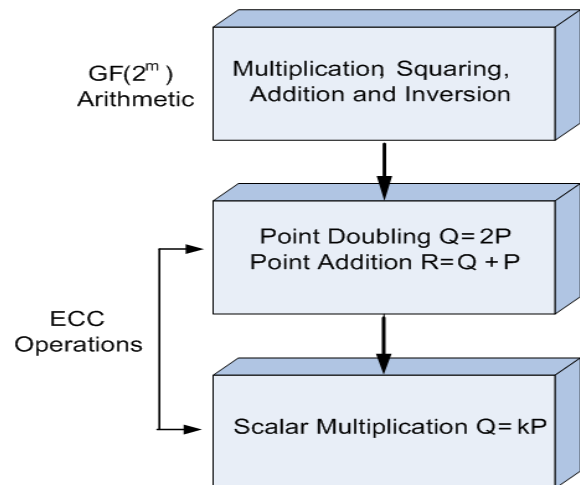 GF(2^m)
Arithmetic
Multiplication, Squaring,
Addition and Inversion
Point Doubling Q=2P
Point Addition R=Q + P
ECC
Operations
Scalar Multiplication Q=kP